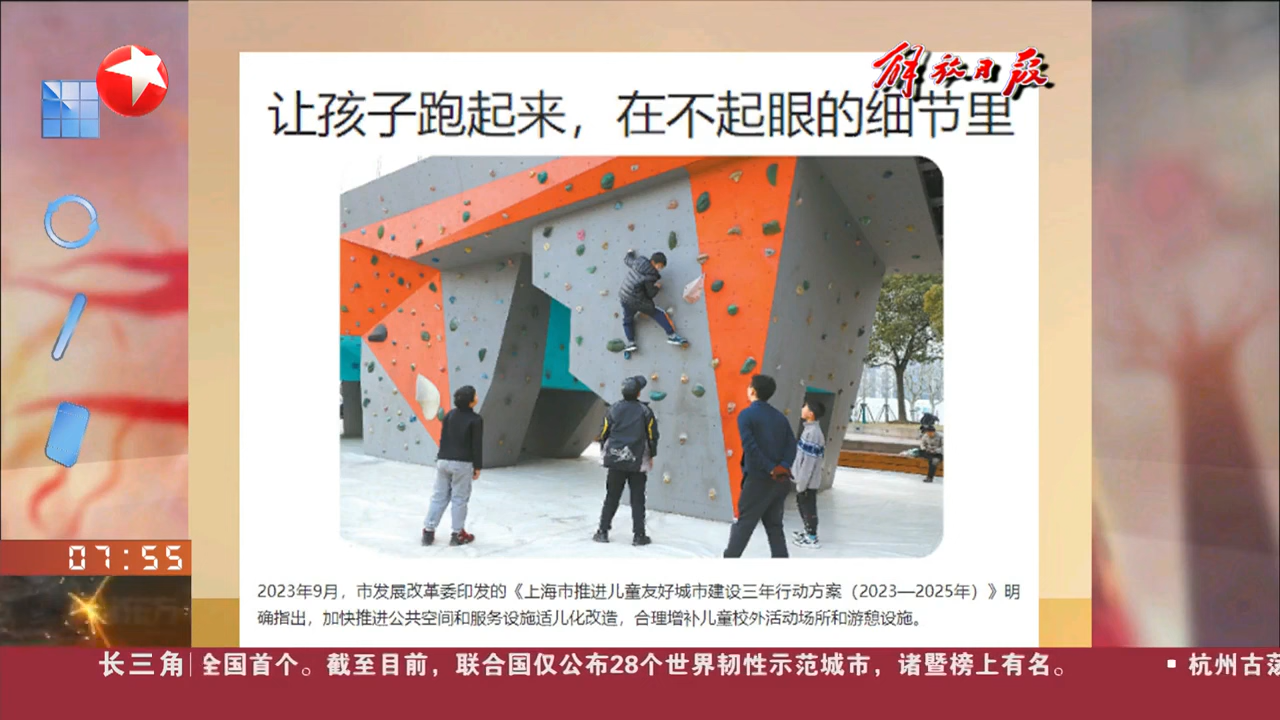 解放日报
让孩子跑起来，在不起眼的细节里
2023年9月，市发展改革委印发的《上海市推进儿童友好城市建设三年行动方案（2023—2025年）》明
确指出，加快推进公共空间和服务设施适儿化改造，合理增补儿童校外活动场所和游憩设施。
07:55
长三角 全国首个。截至目前，联合国仅公布28个世界韧性示范城市，诸暨榜上有名。 ▪ 杭州古荡